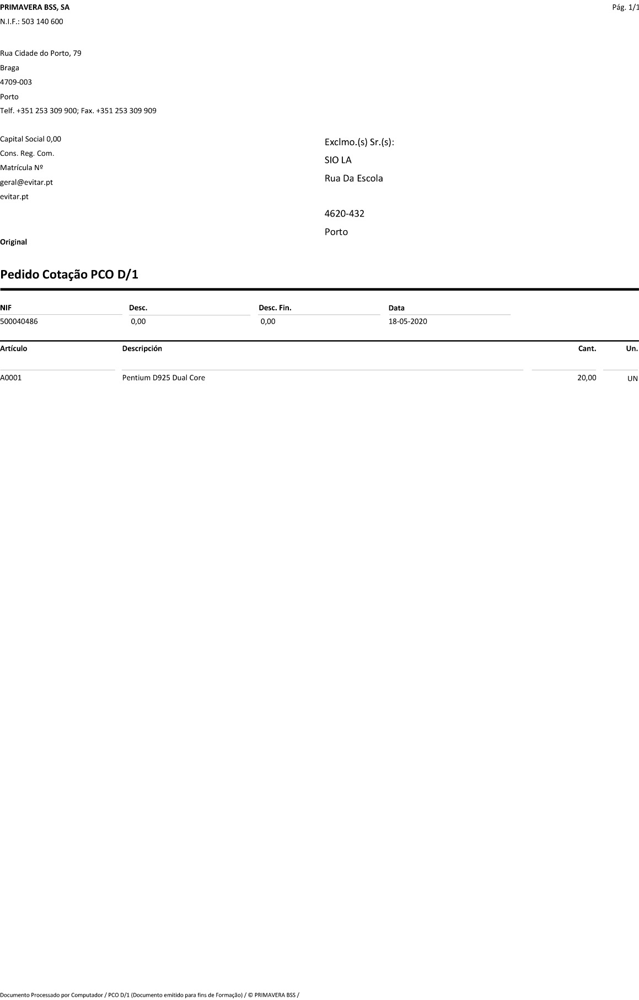 PRIMAVERA BSS, SA Pág. 1/1
N.I.F.: 503 140 600
Rua Cidade do Porto, 79
Braga
4709-003
Porto
Telf. +351 253 309 900; Fax. +351 253 309 909
Capital Social 0,00
Cons. Reg. Com.
Matrícula Nº
geral@evitar.pt
evitar.pt
Exclmo.(s) Sr.(s):
SIO LA
Rua Da Escola
4620-432
Porto
Original
Pedido Cotação PCO D/1
NIF Desc. Desc. Fin. Data
500040486 0,00 0,00 18-05-2020
Artículo Descripción Cant. Un.
A0001 Pentium D925 Dual Core 20,00 UN
Documento Processado por Computador / PCO D/1 (Documento emitido para fins de Formação) / © PRIMAVERA BSS /